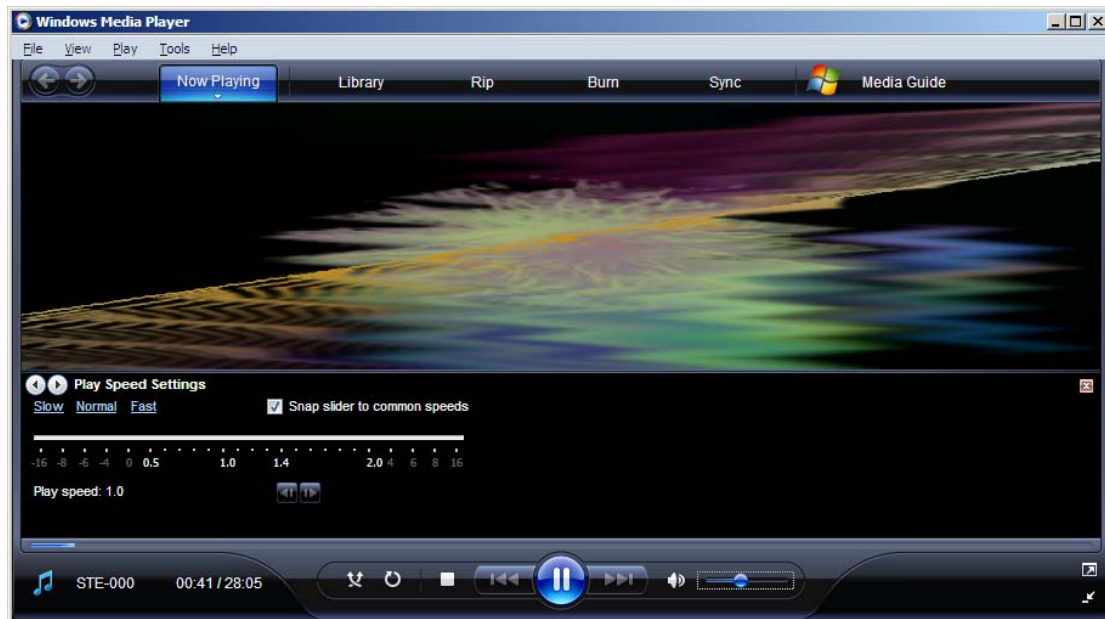 Windows Media Player
File View Play Tools Help
Now Playing Library Rip Burn Sync Media Guide
Play Speed Settings
Slow Normal Fast Snap slider to common speeds
-16 -8 -6 -4 0 0.5 1.0 1.4 2.0 4 6 8 16
Play speed: 1.0
STE-000 00:41 / 28:05